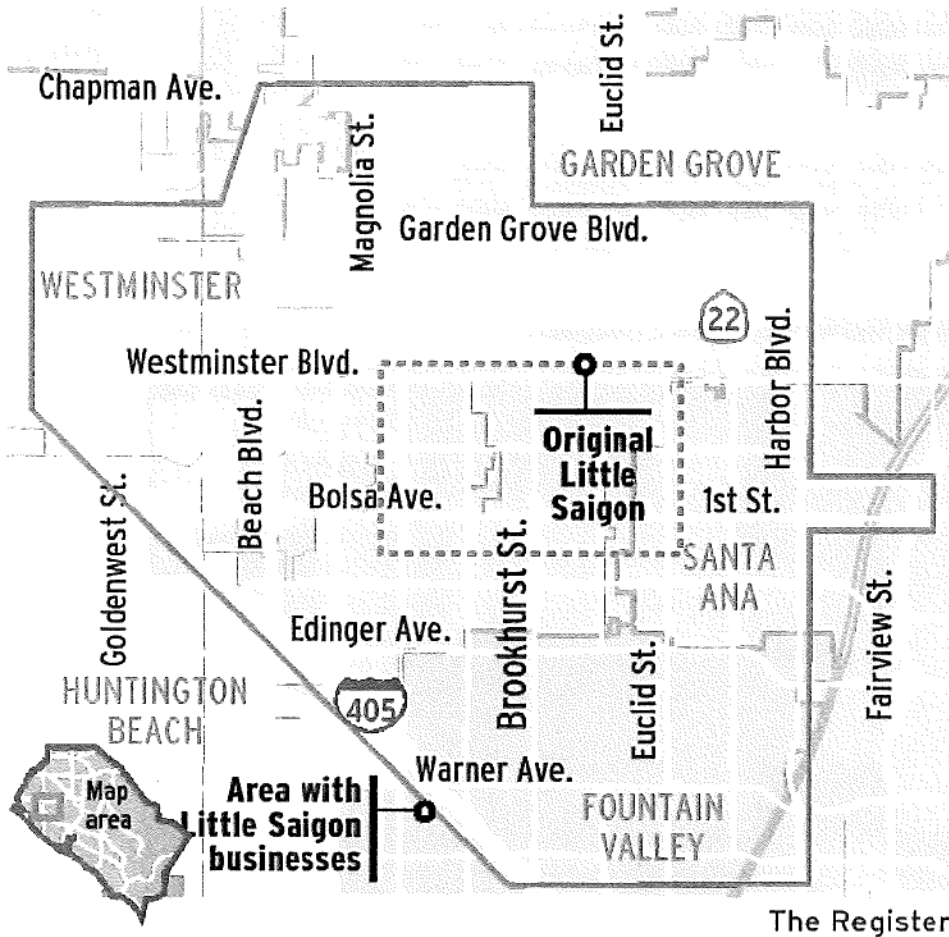 Euclid St.
Chapman Ave.
Magnolia St.
GARDEN GROVE
Garden Grove Blvd.
WESTMINSTER
22
Harbor Blvd.
Westminster Blvd.
Beach Blvd.
Original
Little
Saigon
Bolsa Ave.
1st St.
Goldenwest St.
Brookhurst St.
SANTA
ANA
Fairview St.
Edinger Ave.
Euclid St.
HUNTINGTON
BEACH
405
Warner Ave.
Map
area
Area with
Little Saigon
businesses
FOUNTAIN
VALLEY
The Register